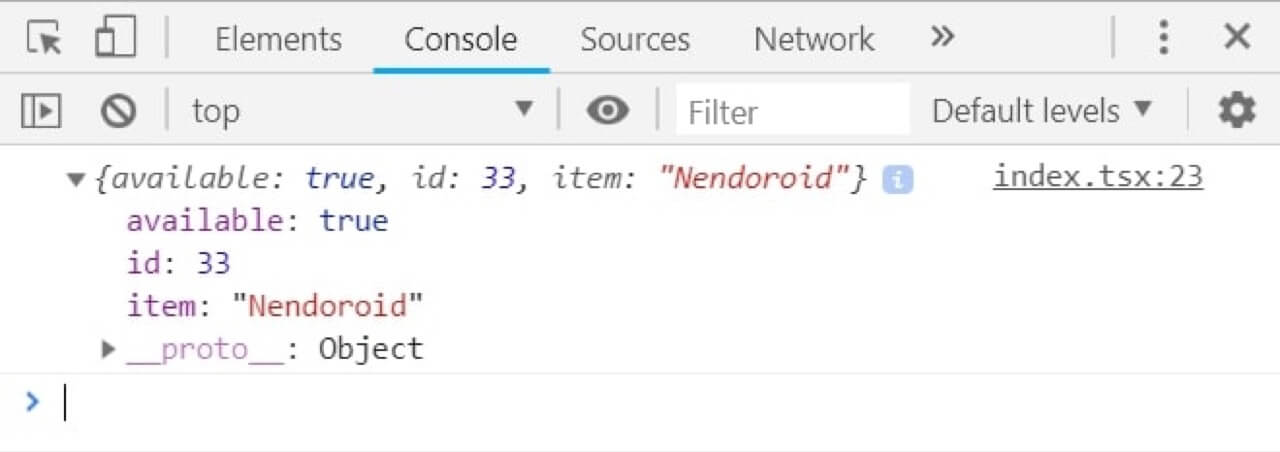 Elements Console Sources Network »
top Filter Default levels
{available: true, id: 33, item: "Nendoroid"} i index.tsx:23
available: true
id: 33
item: "Nendoroid"
__proto__: Object
>